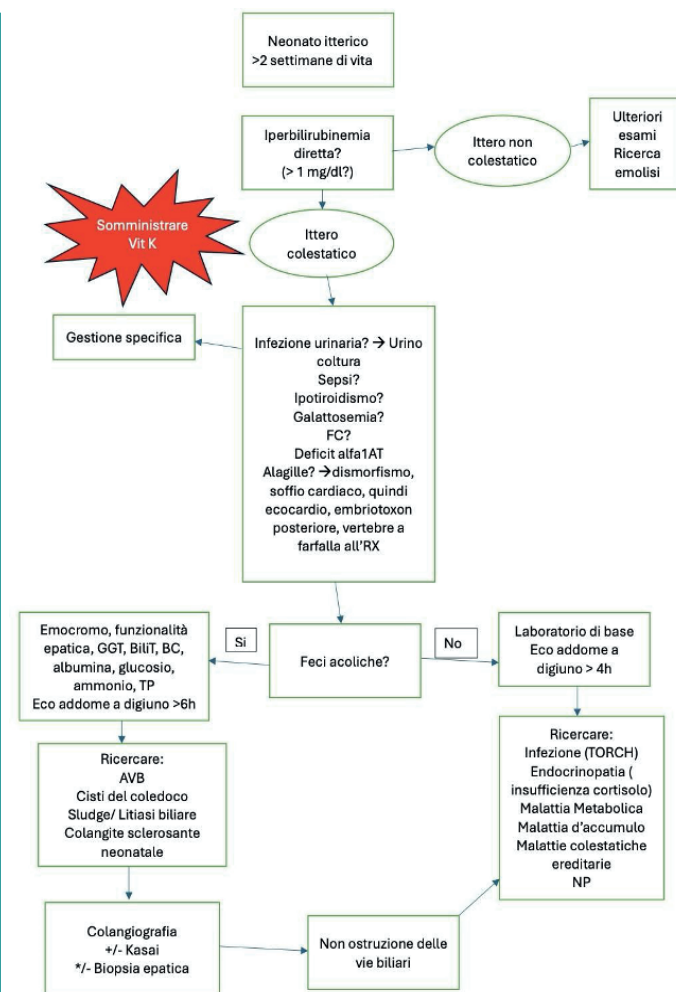 Neonato itterico
>2 settimane di vita
Iperbilirubinemia
diretta?
(> 1 mg/dl?)
Ittero non
colestatico
Ulteriori
esami
Ricerca
emolisi
Somministrare
Vit K
Ittero
colestatico
Gestione specifica
Infezione urinaria? → Urino
coltura
Sepsi?
Ipotiroidismo?
Galattosemia?
FC?
Deficit alfa1AT
Alagille? →dismorfismo,
soffio cardiaco, quindi
ecocardio, embriotoxon
posteriore, vertebre a
farfalla all'RX
Feci acoliche?
Si
No
Emocromo, funzionalità
epatica, GGT, BiliT, BC,
albumina, glucosio,
ammonio, TP
Eco addome a digiuno >6h
Laboratorio di base
Eco addome a
digiuno > 4h
Ricercare:
AVB
Cisti del coledoco
Sludge/ Litiasi biliare
Colangite sclerosante
neonatale
Ricercare:
Infezione (TORCH)
Endocrinopatia (
insufficienza cortisolo)
Malattia Metabolica
Malattia d'accumulo
Malattie colestatiche
ereditarie
NP
Colangiografia
+/- Kasai
*/- Biopsia epatica
Non ostruzione delle
vie biliari